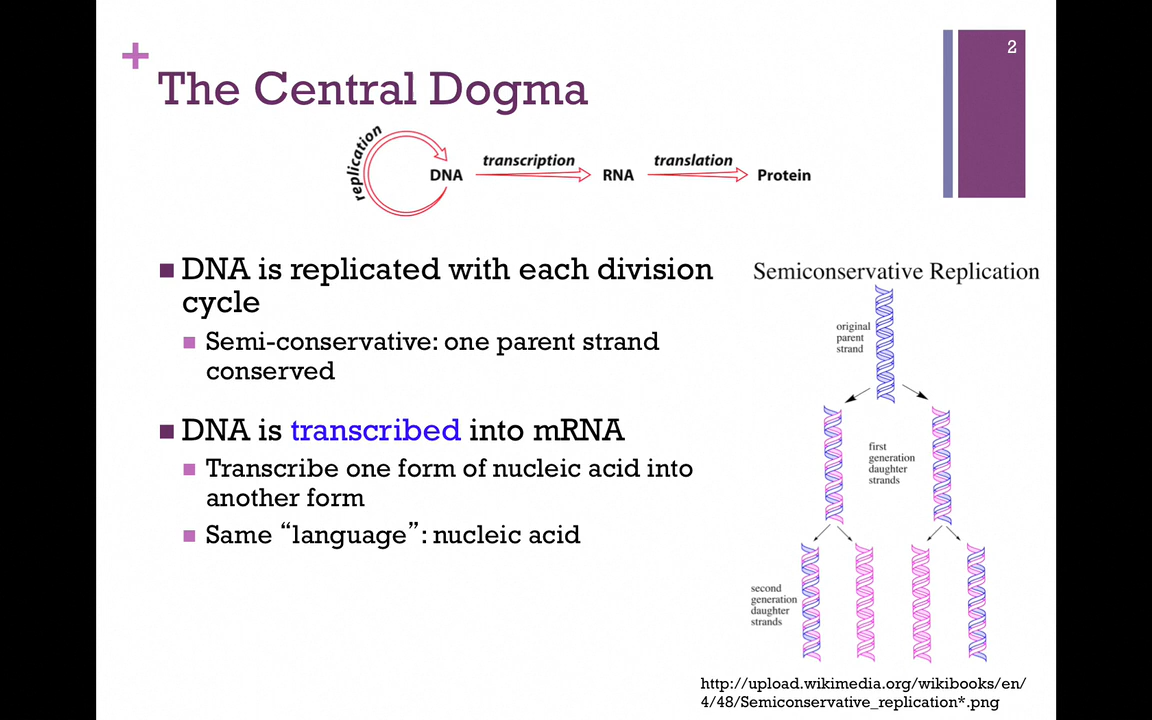 +
2
The Central Dogma
replication
DNA
transcription
RNA
translation
Protein
■ DNA is replicated with each division
cycle
■ Semi-conservative: one parent strand
conserved
■ DNA is transcribed into mRNA
■ Transcribe one form of nucleic acid into
another form
■ Same “language”: nucleic acid
Semiconservative Replication
original
parent
strand
first
generation
daughter
strands
second
generation
daughter
strands
http://upload.wikimedia.org/wikibooks/en/
4/48/Semiconservative_replication*.png